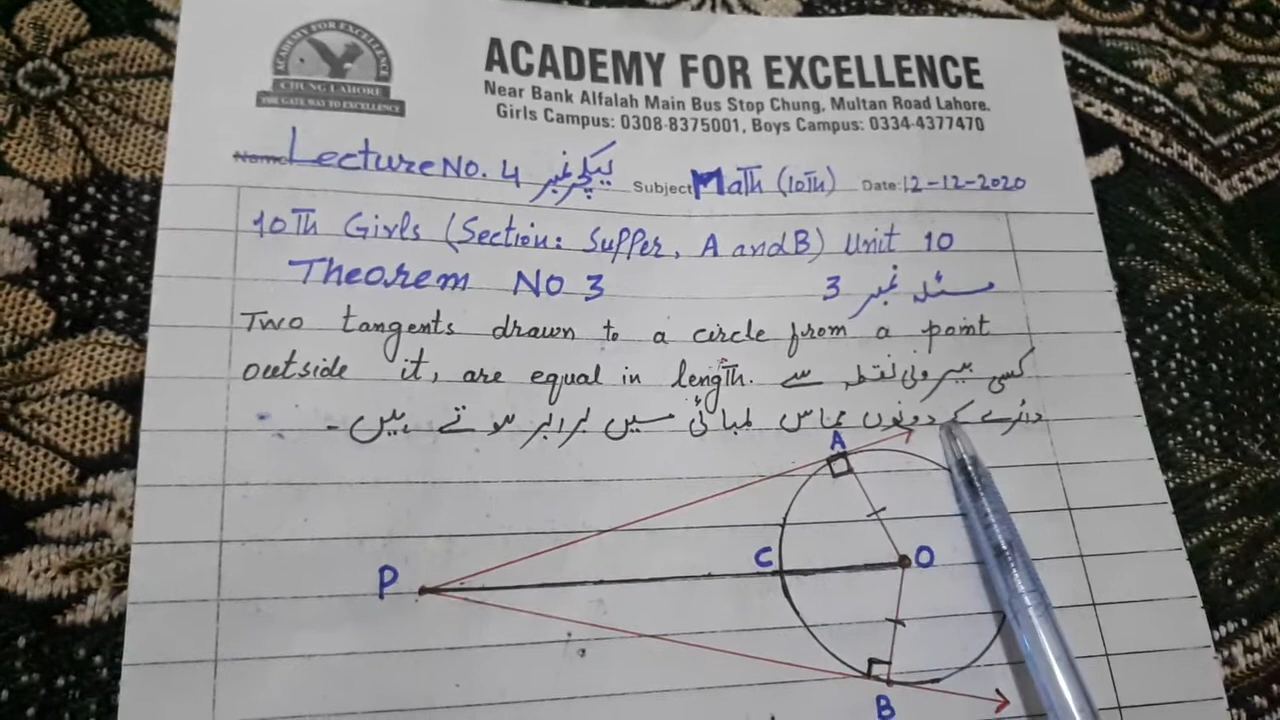 ACADEMY FOR EXCELLENCE
CHUNG LAHORE
THE GATE WAY TO EXCELLENCE
ACADEMY FOR EXCELLENCE
Near Bank Alfalah Main Bus Stop Chung, Multan Road Lahore.
Girls Campus: 0308-8375001, Boys Campus: 0334-4377470
Name Lecture No. 4 لیکچر نمبر Subject Math (10Th) Date: 12-12-2020
10Th Girls (Section: Supper, A and B) Unit 10
Theorem No 3 مسئلہ نمبر 3
Two tangents drawn to a circle from a point
outside it, are equal in length. کسی بیرونی نقطہ سے
دائرے کے دونوں مماس لمبائی میں برابر ہوتے ہیں۔
A
C
O
P
B